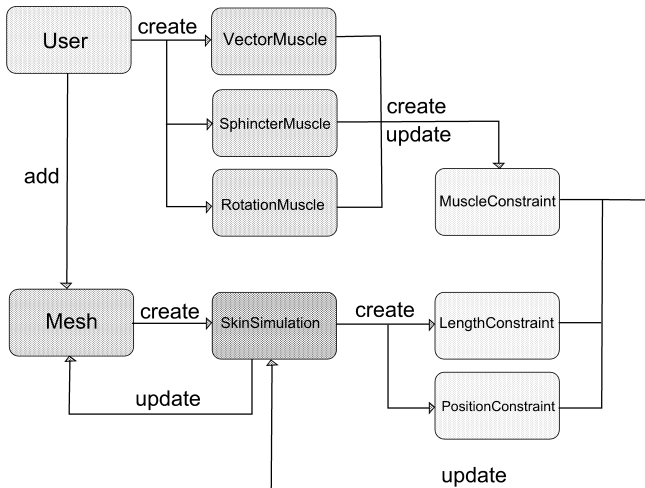 User
create
VectorMuscle
SphincterMuscle
create
update
add
RotationMuscle
MuscleConstraint
Mesh
create
SkinSimulation
create
LengthConstraint
update
PositionConstraint
update